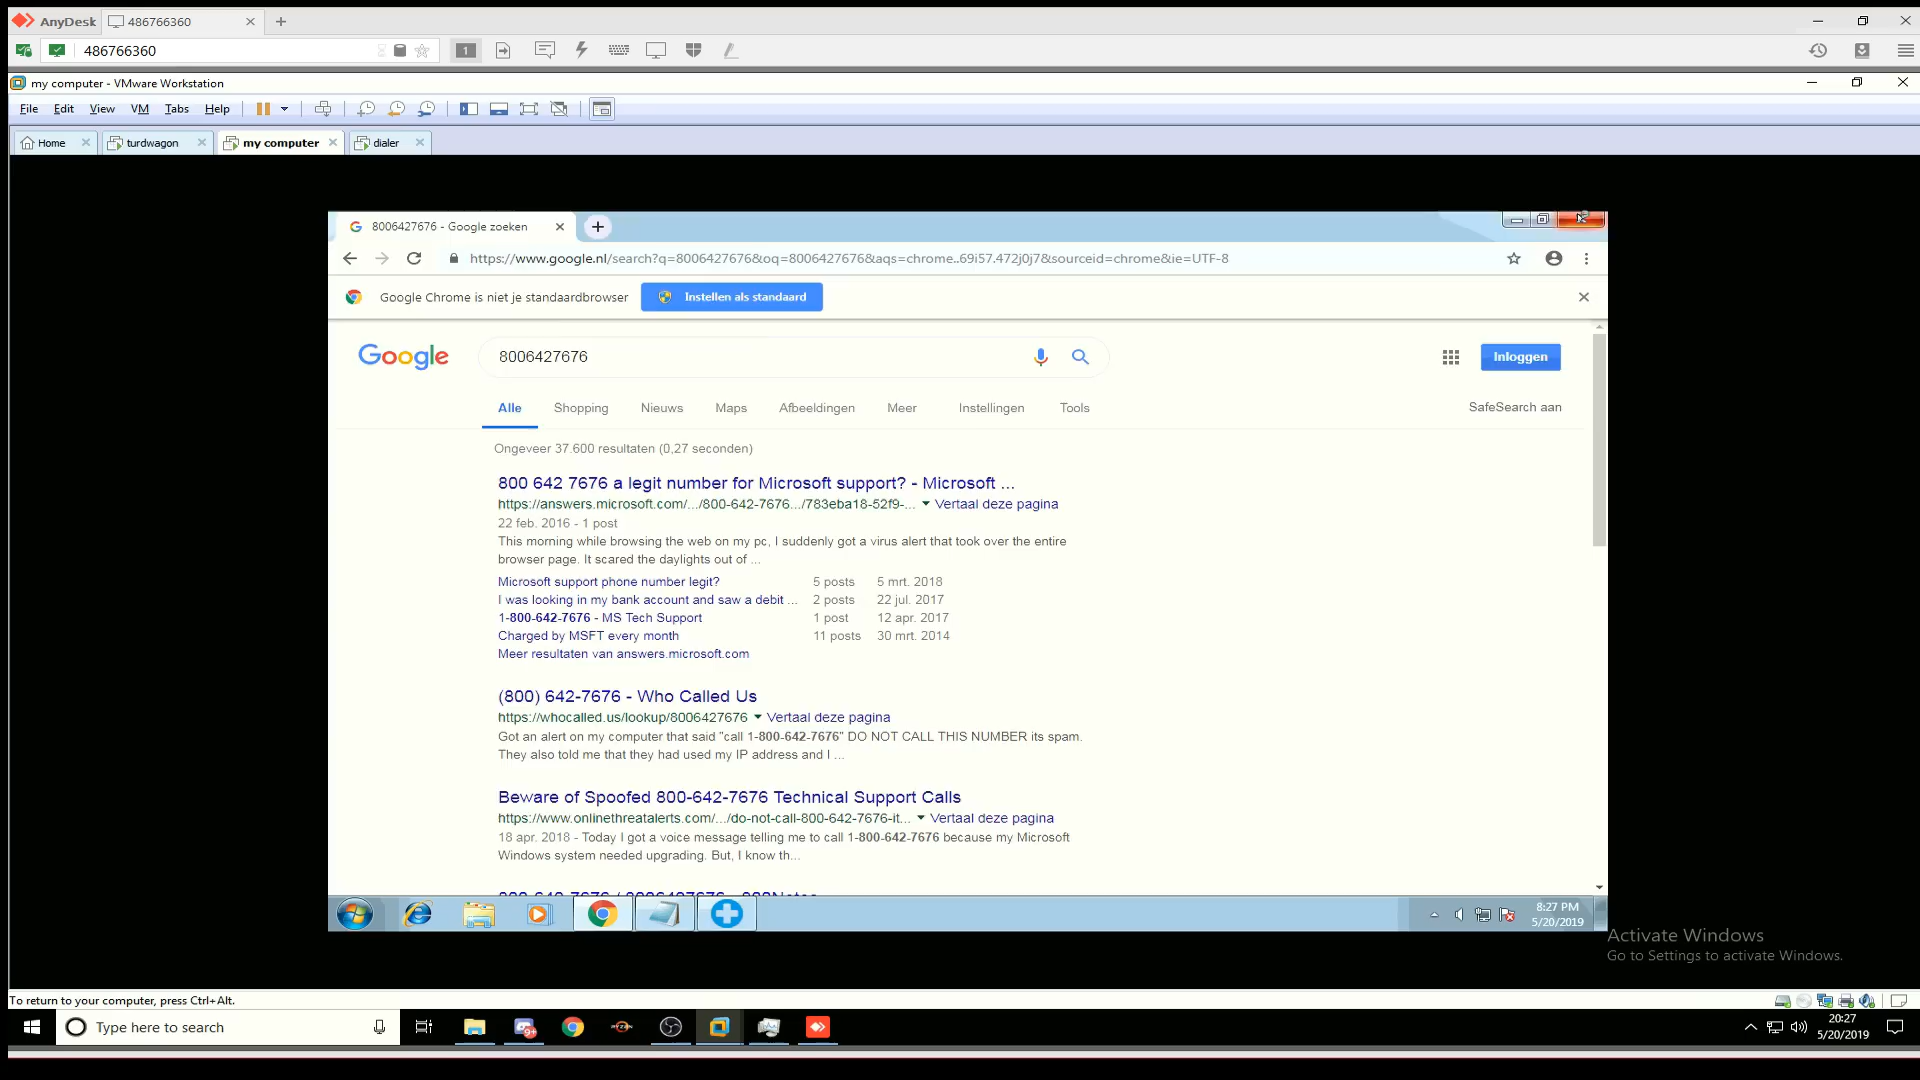 AnyDesk
486766360
486766360
1
my computer - VMware Workstation
File Edit View VM Tabs Help
Home turdwagon my computer dialer
8006427676 - Google zoeken
https://www.google.nl/search?q=8006427676&oq=8006427676&aqs=chrome..69i57.472j0j7&sourceid=chrome&ie=UTF-8
Google Chrome is niet je standaardbrowser Instellen als standaard
Google 8006427676 Inloggen
Alle Shopping Nieuws Maps Afbeeldingen Meer Instellingen Tools SafeSearch aan
Ongeveer 37.600 resultaten (0,27 seconden)
800 642 7676 a legit number for Microsoft support? - Microsoft ...
https://answers.microsoft.com/.../800-642-7676.../783eba18-52f9-... Vertaal deze pagina
22 feb. 2016 - 1 post
This morning while browsing the web on my pc, I suddenly got a virus alert that took over the entire
browser page. It scared the daylights out of ...
Microsoft support phone number legit? 5 posts 5 mrt. 2018
I was looking in my bank account and saw a debit ... 2 posts 22 jul. 2017
1-800-642-7676 - MS Tech Support 1 post 12 apr. 2017
Charged by MSFT every month 11 posts 30 mrt. 2014
Meer resultaten van answers.microsoft.com
(800) 642-7676 - Who Called Us
https://whocalled.us/lookup/8006427676 Vertaal deze pagina
Got an alert on my computer that said "call 1-800-642-7676" DO NOT CALL THIS NUMBER its spam.
They also told me that they had used my IP address and I ...
Beware of Spoofed 800-642-7676 Technical Support Calls
https://www.onlinethreatalerts.com/.../do-not-call-800-642-7676-it... Vertaal deze pagina
18 apr. 2018 - Today I got a voice message telling me to call 1-800-642-7676 because my Microsoft
Windows system needed upgrading. But, I know th...
8:27 PM
5/20/2019
Activate Windows
Go to Settings to activate Windows.
To return to your computer, press Ctrl+Alt.
Type here to search
20:27
5/20/2019